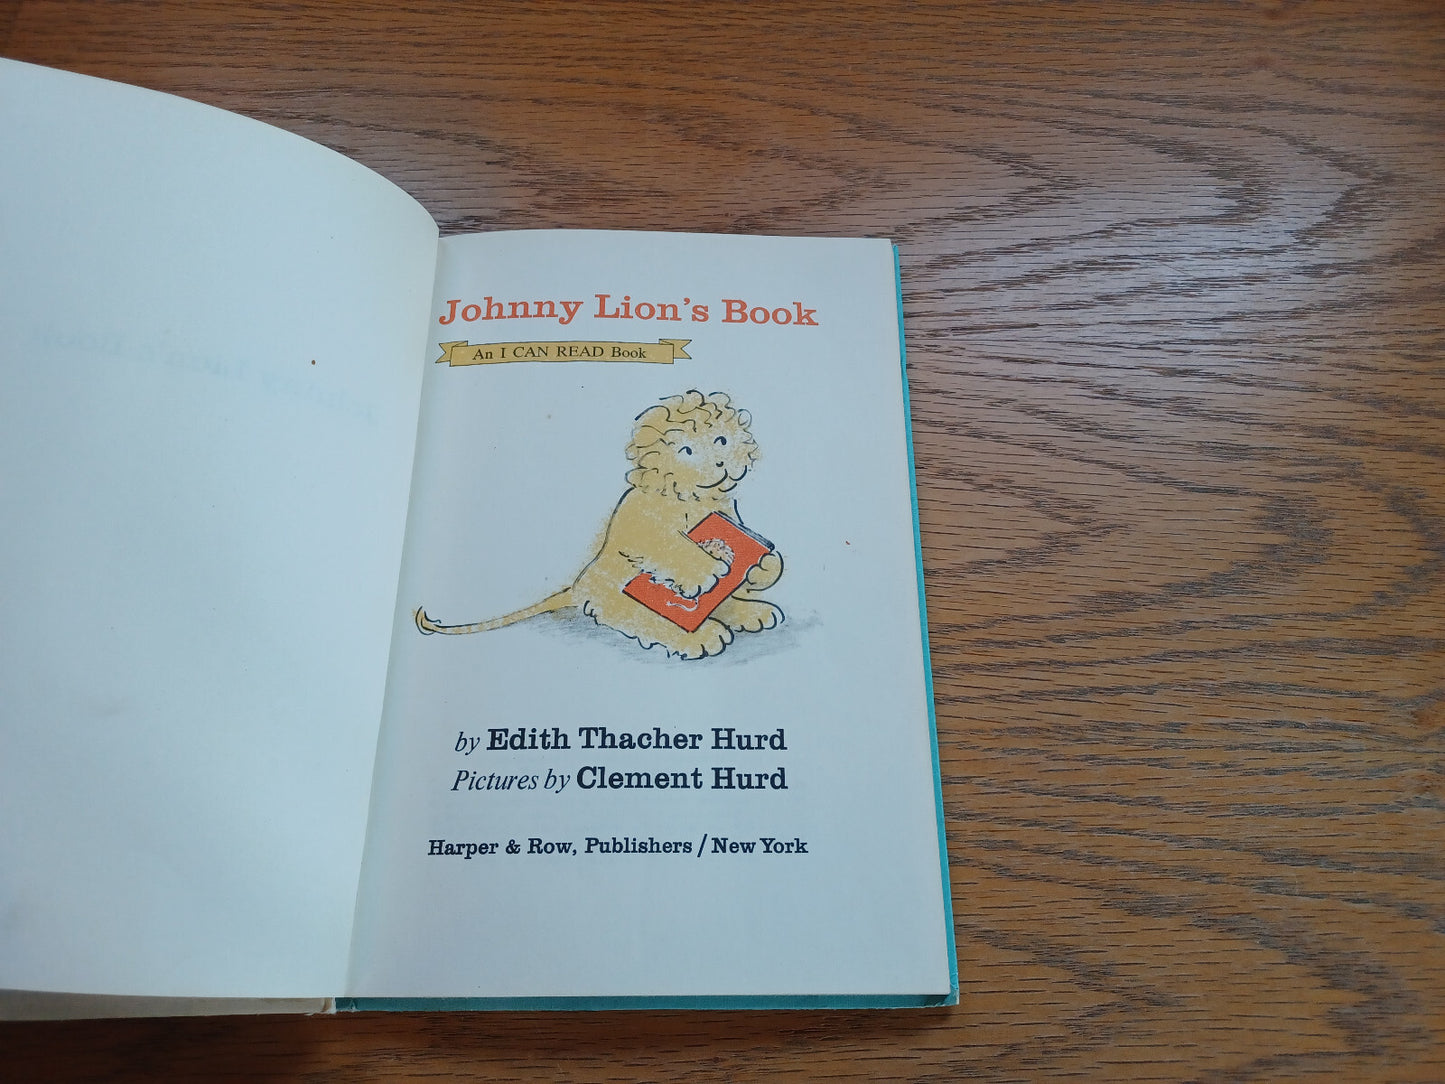 Johnny Lion's Book
An I CAN READ Book
by Edith Thacher Hurd
Pictures by Clement Hurd
Harper & Row, Publishers / New York